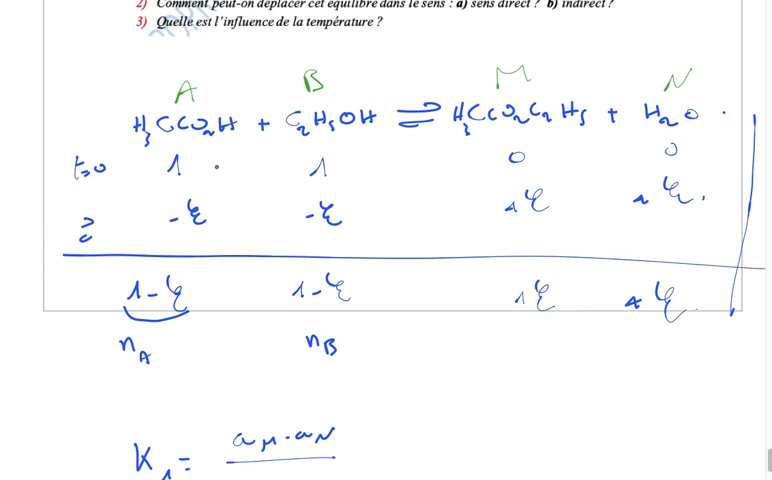 2) Comment peut-on déplacer cet équilibre dans le sens : a) sens direct ? b) indirect ?
3) Quelle est l'influence de la température ?
A B M N
H3CCO2H + C2H5OH ⇌ H3CCO2C2H5 + H2O
t=0 1 1 0 0
-ξ -ξ 1ξ 1ξ
1-ξ 1-ξ 1ξ 1ξ
nA nB
aM·aN
K1 =